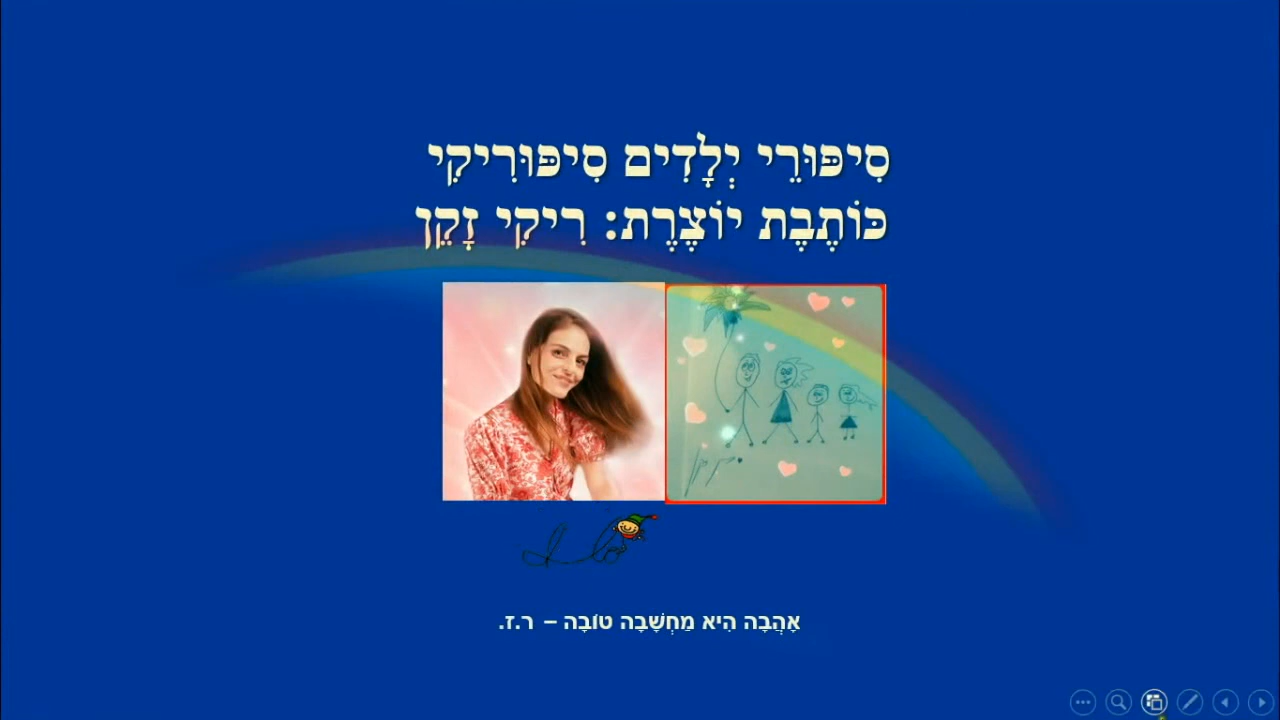 סִיפּוּרֵי יְלָדִים סִיפּוּרִיקִי
כּוֹתֶבֶת יוֹצֶרֶת: רִיקִי זָקֵן
אַהֲבָה הִיא מַחְשָׁבָה טוֹבָה – ר.ז.